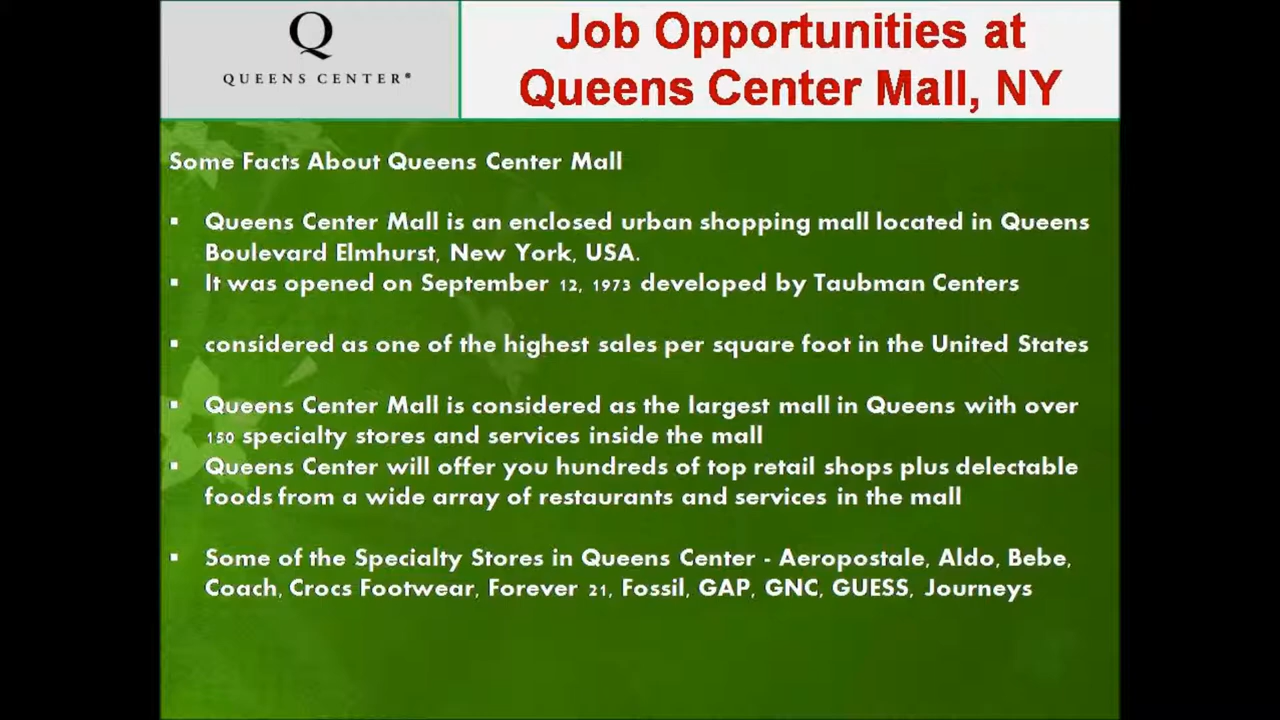 Q
QUEENS CENTER®
Job Opportunities at
Queens Center Mall, NY
Some Facts About Queens Center Mall
▪ Queens Center Mall is an enclosed urban shopping mall located in Queens
Boulevard Elmhurst, New York, USA.
▪ It was opened on September 12, 1973 developed by Taubman Centers
▪ considered as one of the highest sales per square foot in the United States
▪ Queens Center Mall is considered as the largest mall in Queens with over
150 specialty stores and services inside the mall
▪ Queens Center will offer you hundreds of top retail shops plus delectable
foods from a wide array of restaurants and services in the mall
▪ Some of the Specialty Stores in Queens Center - Aeropostale, Aldo, Bebe,
Coach, Crocs Footwear, Forever 21, Fossil, GAP, GNC, GUESS, Journeys